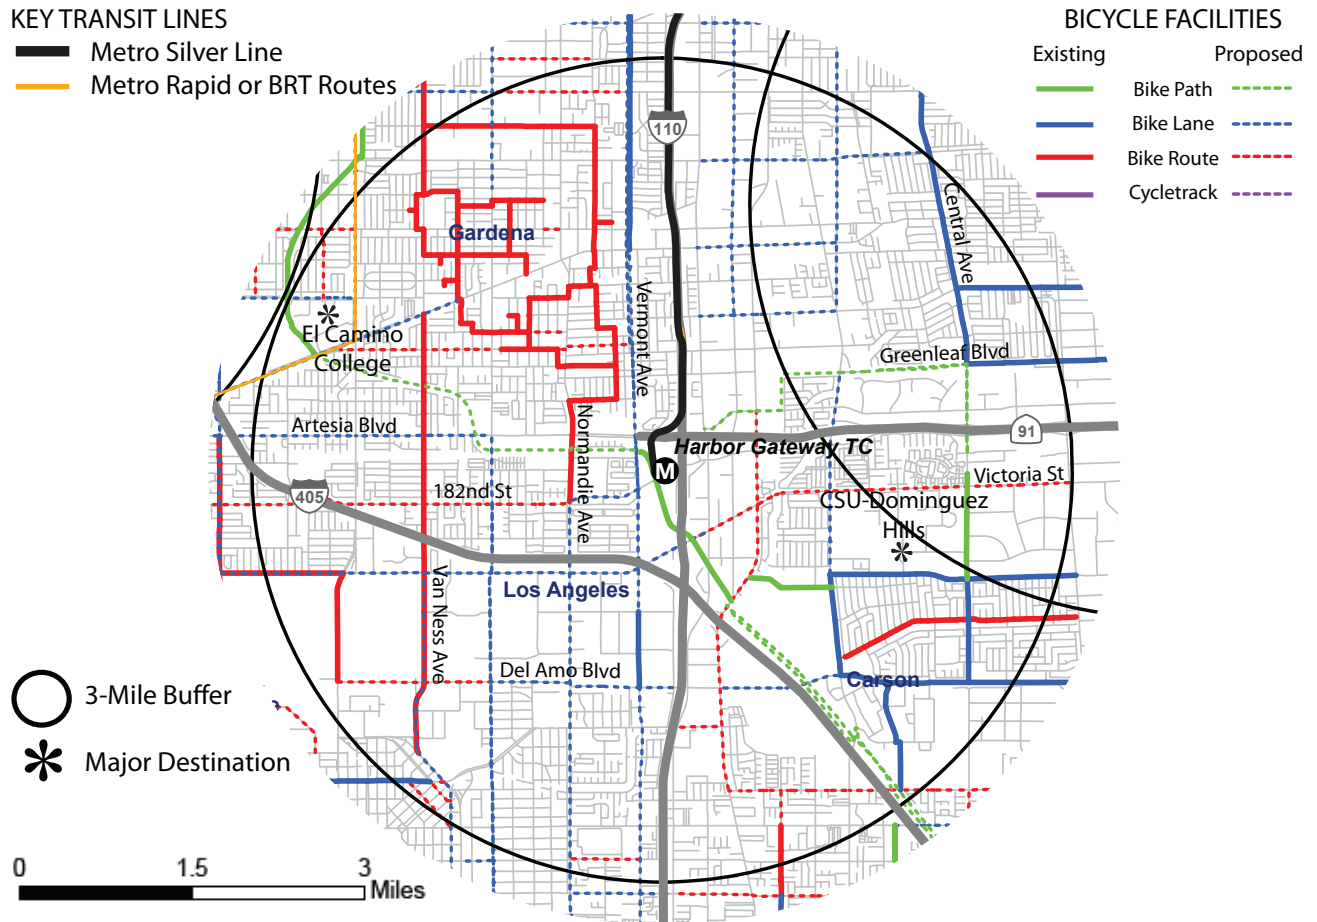 KEY TRANSIT LINES
Metro Silver Line
Metro Rapid or BRT Routes
BICYCLE FACILITIES
Existing
Proposed
Bike Path
Bike Lane
Bike Route
Cycletrack
110
Central Ave
Gardena
Vermont Ave
El Camino
College
Greenleaf Blvd
Artesia Blvd
Normandie Ave
91
Harbor Gateway TC
M
Victoria St
405
182nd St
CSU-Dominguez
Hills
Van Ness Ave
Los Angeles
Del Amo Blvd
Carson
3-Mile Buffer
Major Destination
0
1.5
3
Miles